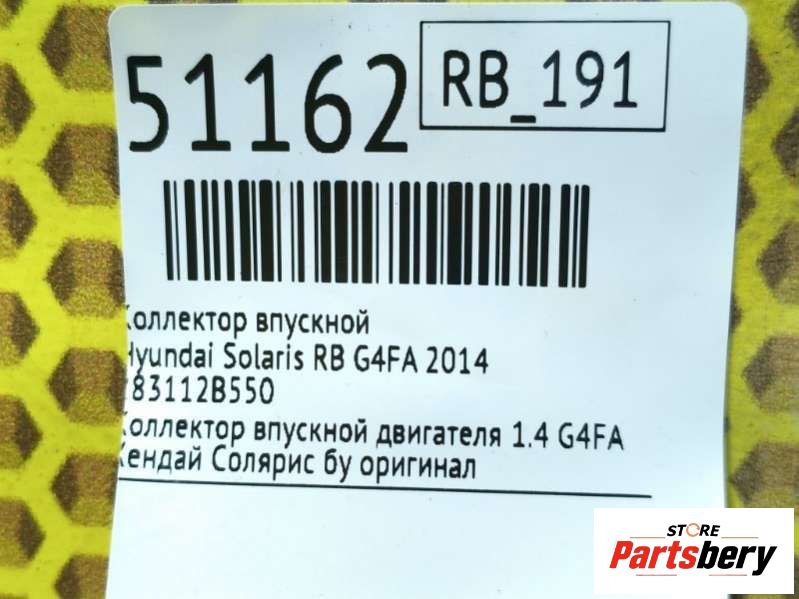 51162
RB_191
Коллектор впускной
Hyundai Solaris RB G4FA 2014
283112B550
Коллектор впускной двигателя 1.4 G4FA
Хендай Солярис бу оригинал
STORE
Partsbery